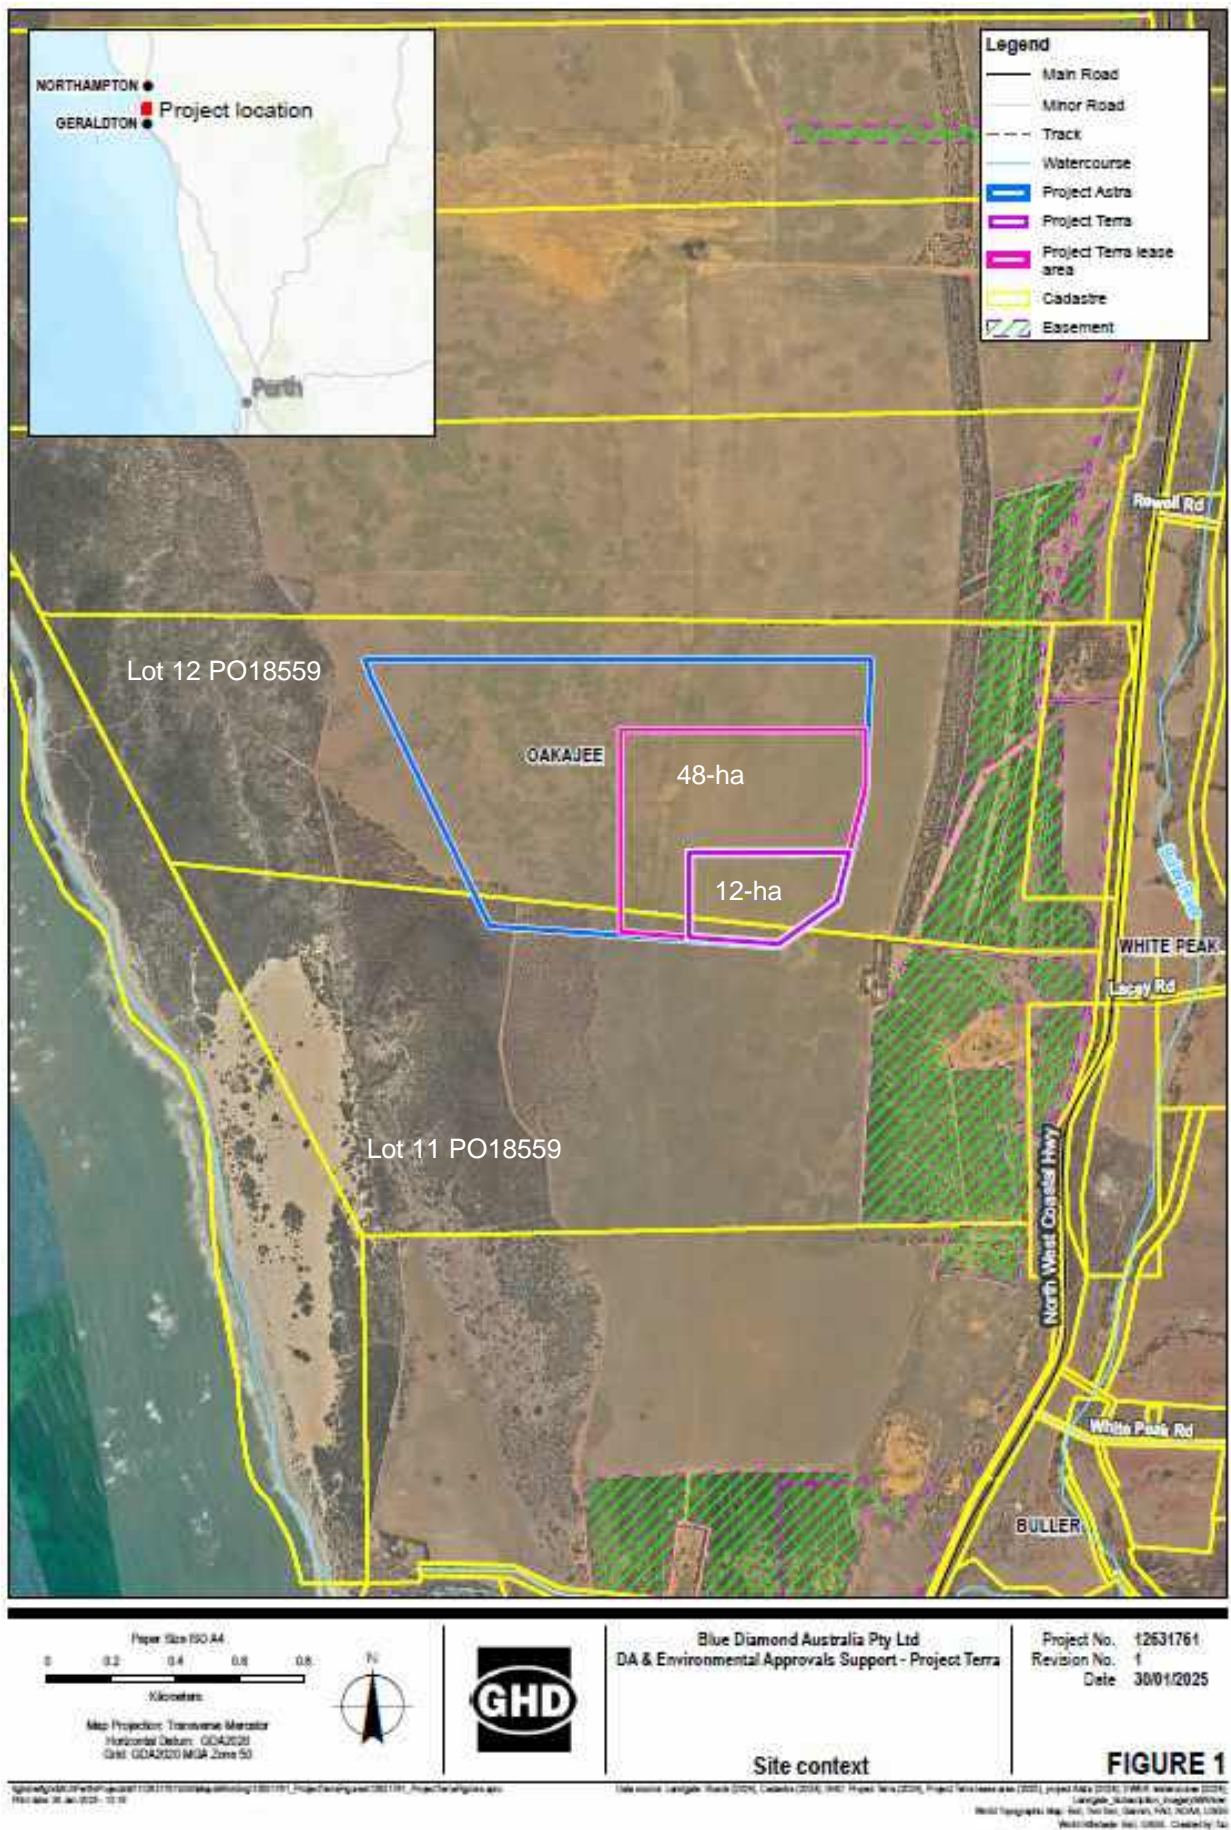 NORTHAMPTON
Project location
GERALDTON
Perth
Legend
Main Road
Minor Road
Track
Watercourse
Project Astra
Project Terra
Project Terra lease
area
Cadastre
Easement
Rowell Rd
Lot 12 PO18559
OAKAJEE
48-ha
12-ha
WHITE PEAK
Lacey Rd
Lot 11 PO18559
North West Coastal Hwy
White Peak Rd
BULLER
Paper Size ISO A4
0 0.2 0.4 0.6 0.8
Kilometers
Map Projection: Transverse Mercator
Horizontal Datum: GDA2020
Grid: GDA2020 MGA Zone 50
N
GHD
Blue Diamond Australia Pty Ltd
DA & Environmental Approvals Support - Project Terra
Site context
Project No. 12631761
Revision No. 1
Date 30/01/2025
FIGURE 1